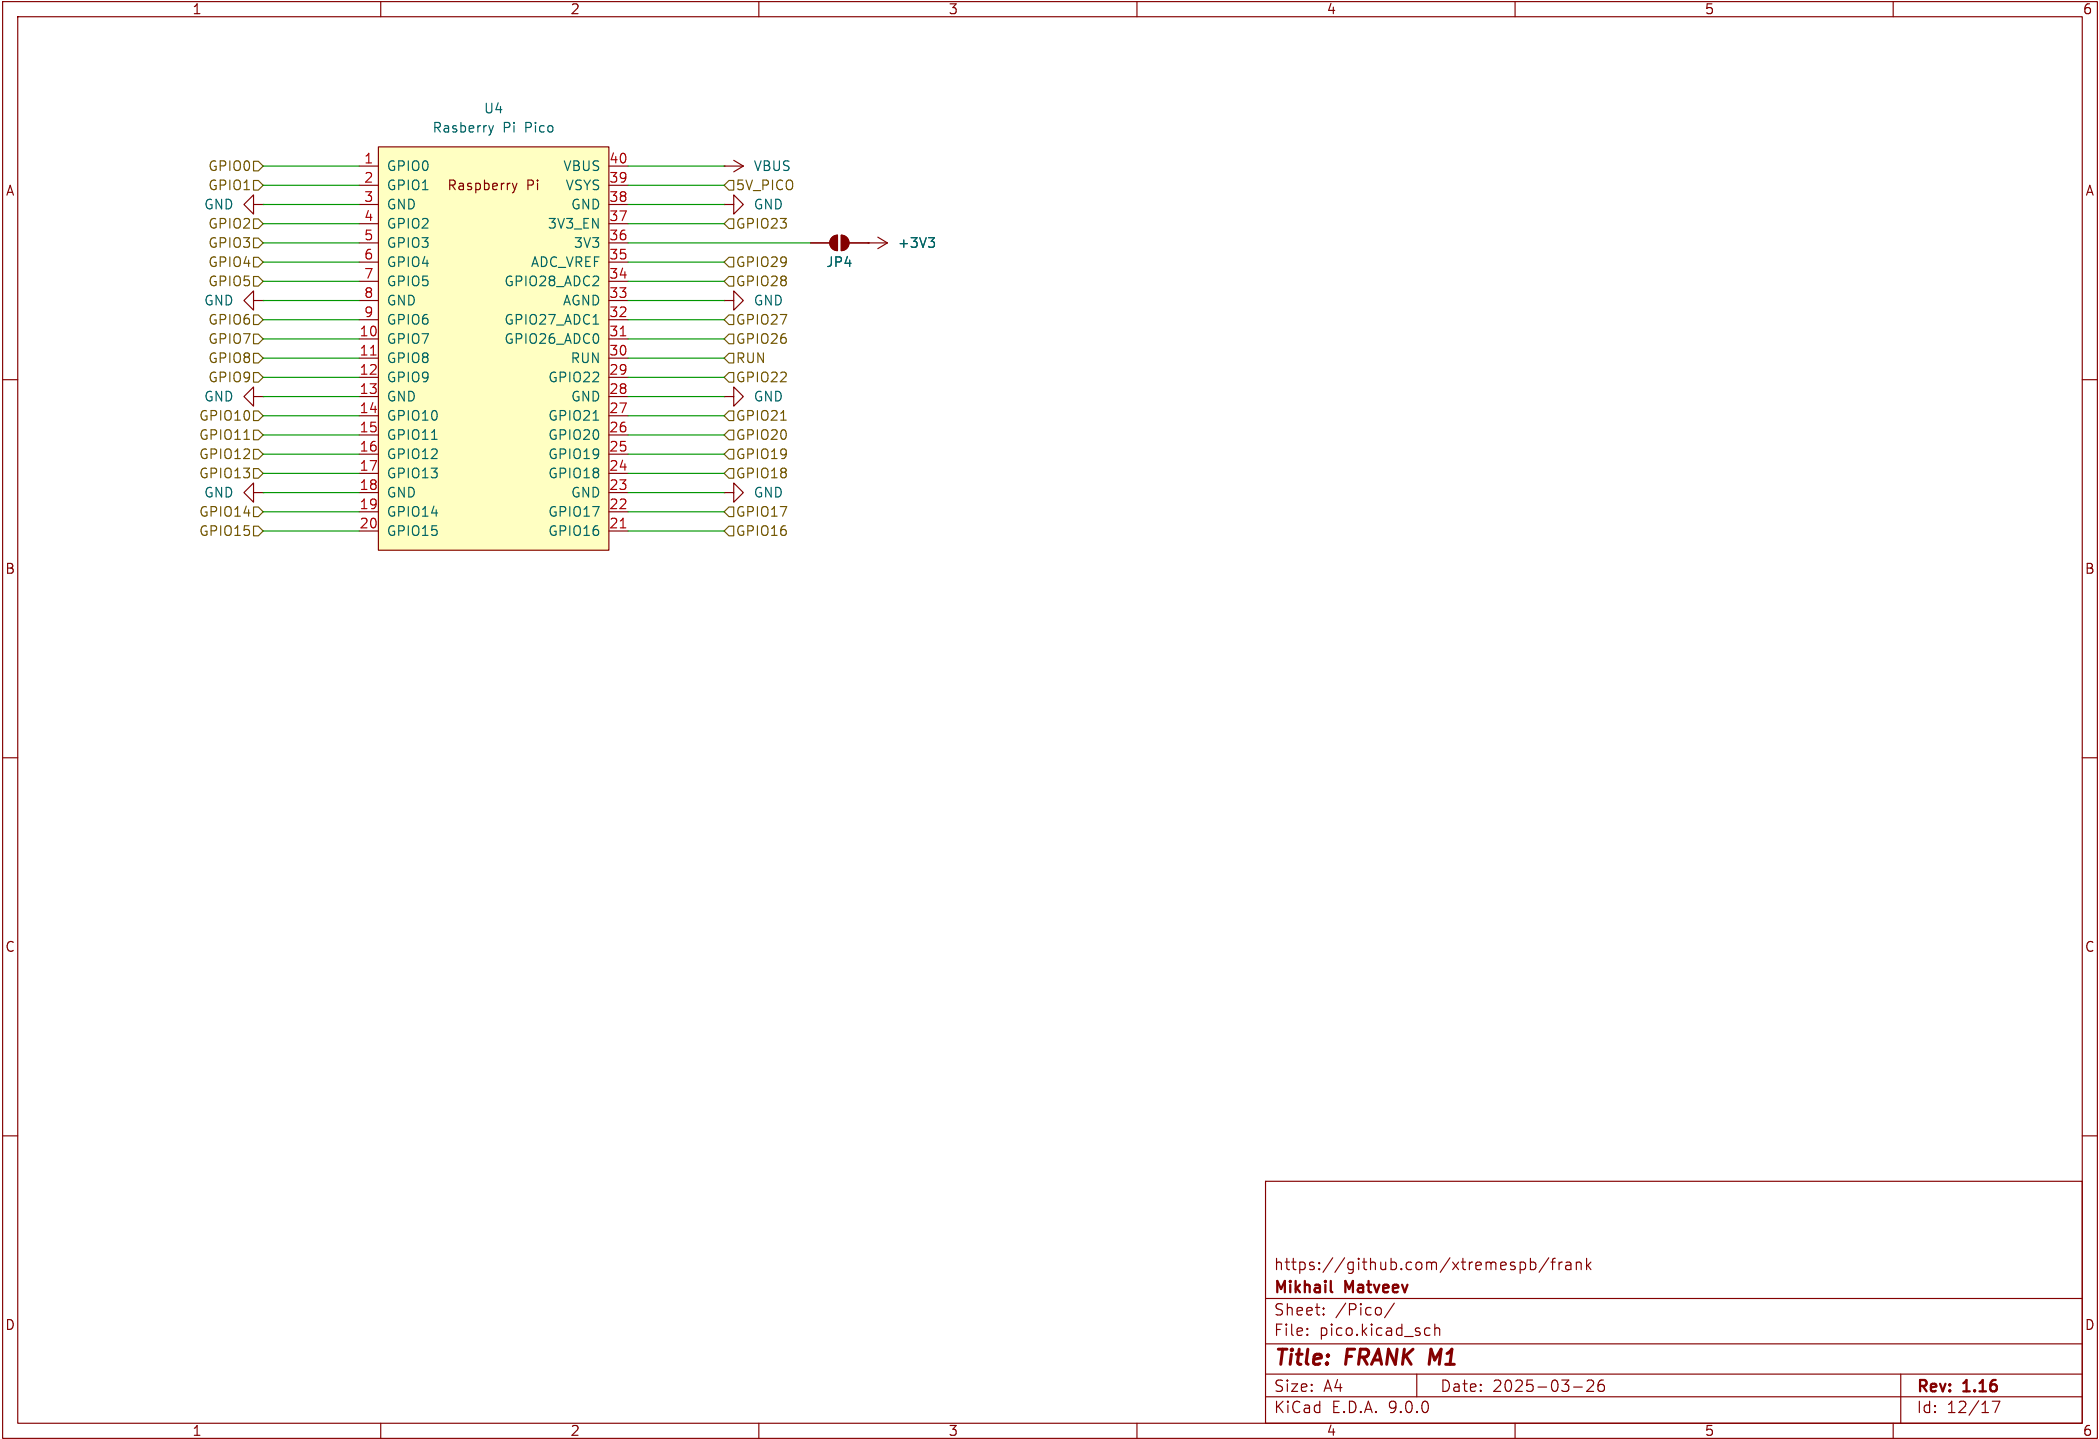 1 2 3 4 5 6
U4
Rasberry Pi Pico
GPIO0 1 GPIO0 VBUS 40 VBUS
GPIO1 2 GPIO1 Raspberry Pi VSYS 39 5V_PICO
A A
GND 3 GND GND 38 GND
GPIO2 4 GPIO2 3V3_EN 37 GPIO23
GPIO3 5 GPIO3 3V3 36 +3V3
GPIO4 6 GPIO4 ADC_VREF 35 GPIO29 JP4
GPIO5 7 GPIO5 GPIO28_ADC2 34 GPIO28
GND 8 GND AGND 33 GND
GPIO6 9 GPIO6 GPIO27_ADC1 32 GPIO27
GPIO7 10 GPIO7 GPIO26_ADC0 31 GPIO26
GPIO8 11 GPIO8 RUN 30 RUN
GPIO9 12 GPIO9 GPIO22 29 GPIO22
GND 13 GND GND 28 GND
GPIO10 14 GPIO10 GPIO21 27 GPIO21
GPIO11 15 GPIO11 GPIO20 26 GPIO20
GPIO12 16 GPIO12 GPIO19 25 GPIO19
GPIO13 17 GPIO13 GPIO18 24 GPIO18
GND 18 GND GND 23 GND
GPIO14 19 GPIO14 GPIO17 22 GPIO17
GPIO15 20 GPIO15 GPIO16 21 GPIO16
B B
C C
https://github.com/xtremespb/frank
Mikhail Matveev
Sheet: /Pico/
D D
File: pico.kicad_sch
Title: FRANK M1
Size: A4 Date: 2025-03-26 Rev: 1.16
KiCad E.D.A. 9.0.0 Id: 12/17
1 2 3 4 5 6